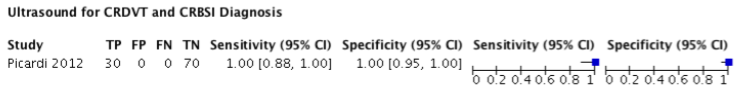 Ultrasound for CRDVT and CRBSI Diagnosis
Study TP FP FN TN Sensitivity (95% CI) Specificity (95% CI) Sensitivity (95% CI) Specificity (95% CI)
Picardi 2012 30 0 0 70 1.00 [0.88, 1.00] 1.00 [0.95, 1.00]
0 0.2 0.4 0.6 0.8 1 0 0.2 0.4 0.6 0.8 1